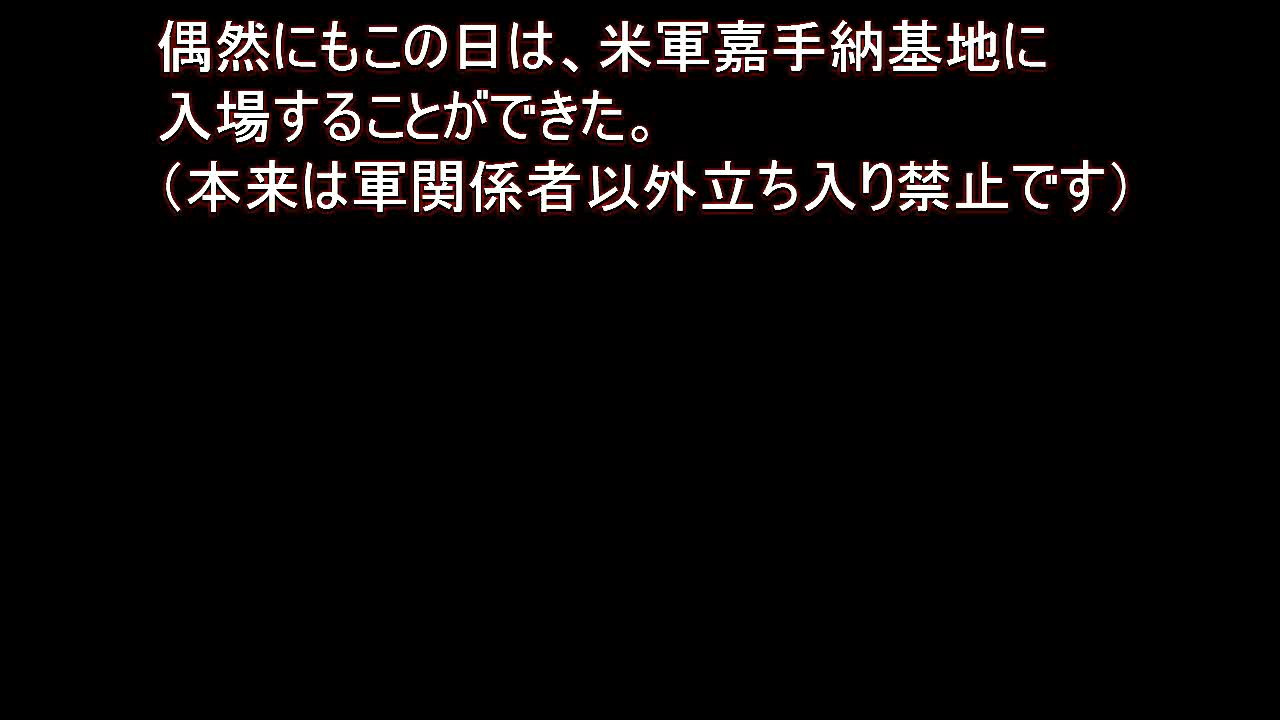 偶然にもこの日は、米軍嘉手納基地に
入場することができた。
（本来は軍関係者以外立ち入り禁止です）